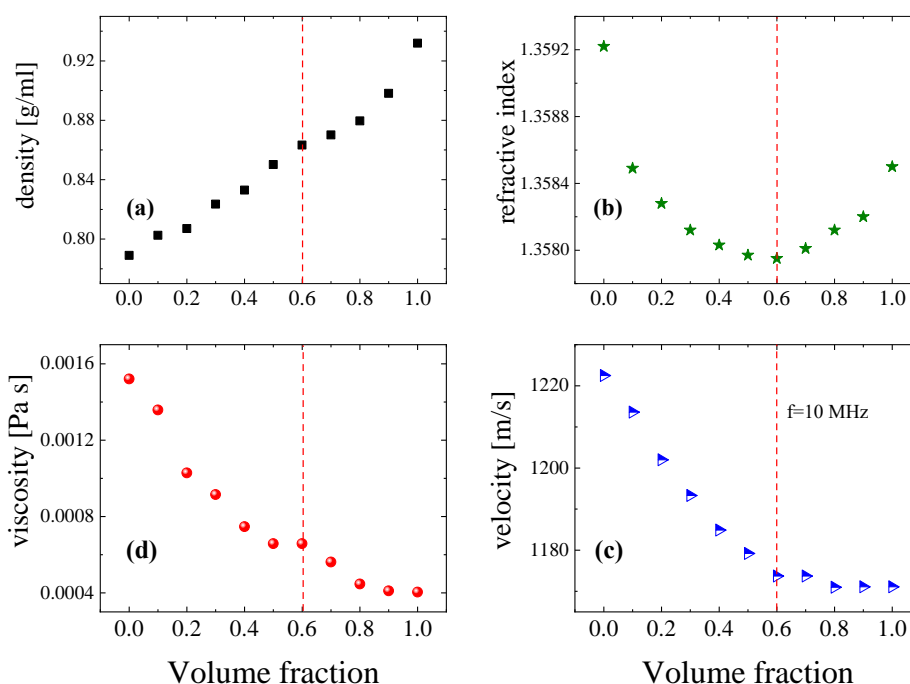 density [g/ml]
0.92
0.88
0.84
0.80
(a)
0.0 0.2 0.4 0.6 0.8 1.0
refractive index
1.3592
1.3588
1.3584
1.3580
(b)
0.0 0.2 0.4 0.6 0.8 1.0
viscosity [Pa s]
0.0016
0.0012
0.0008
0.0004
(d)
0.0 0.2 0.4 0.6 0.8 1.0
Volume fraction
velocity [m/s]
1220
1200
1180
f=10 MHz
(c)
0.0 0.2 0.4 0.6 0.8 1.0
Volume fraction